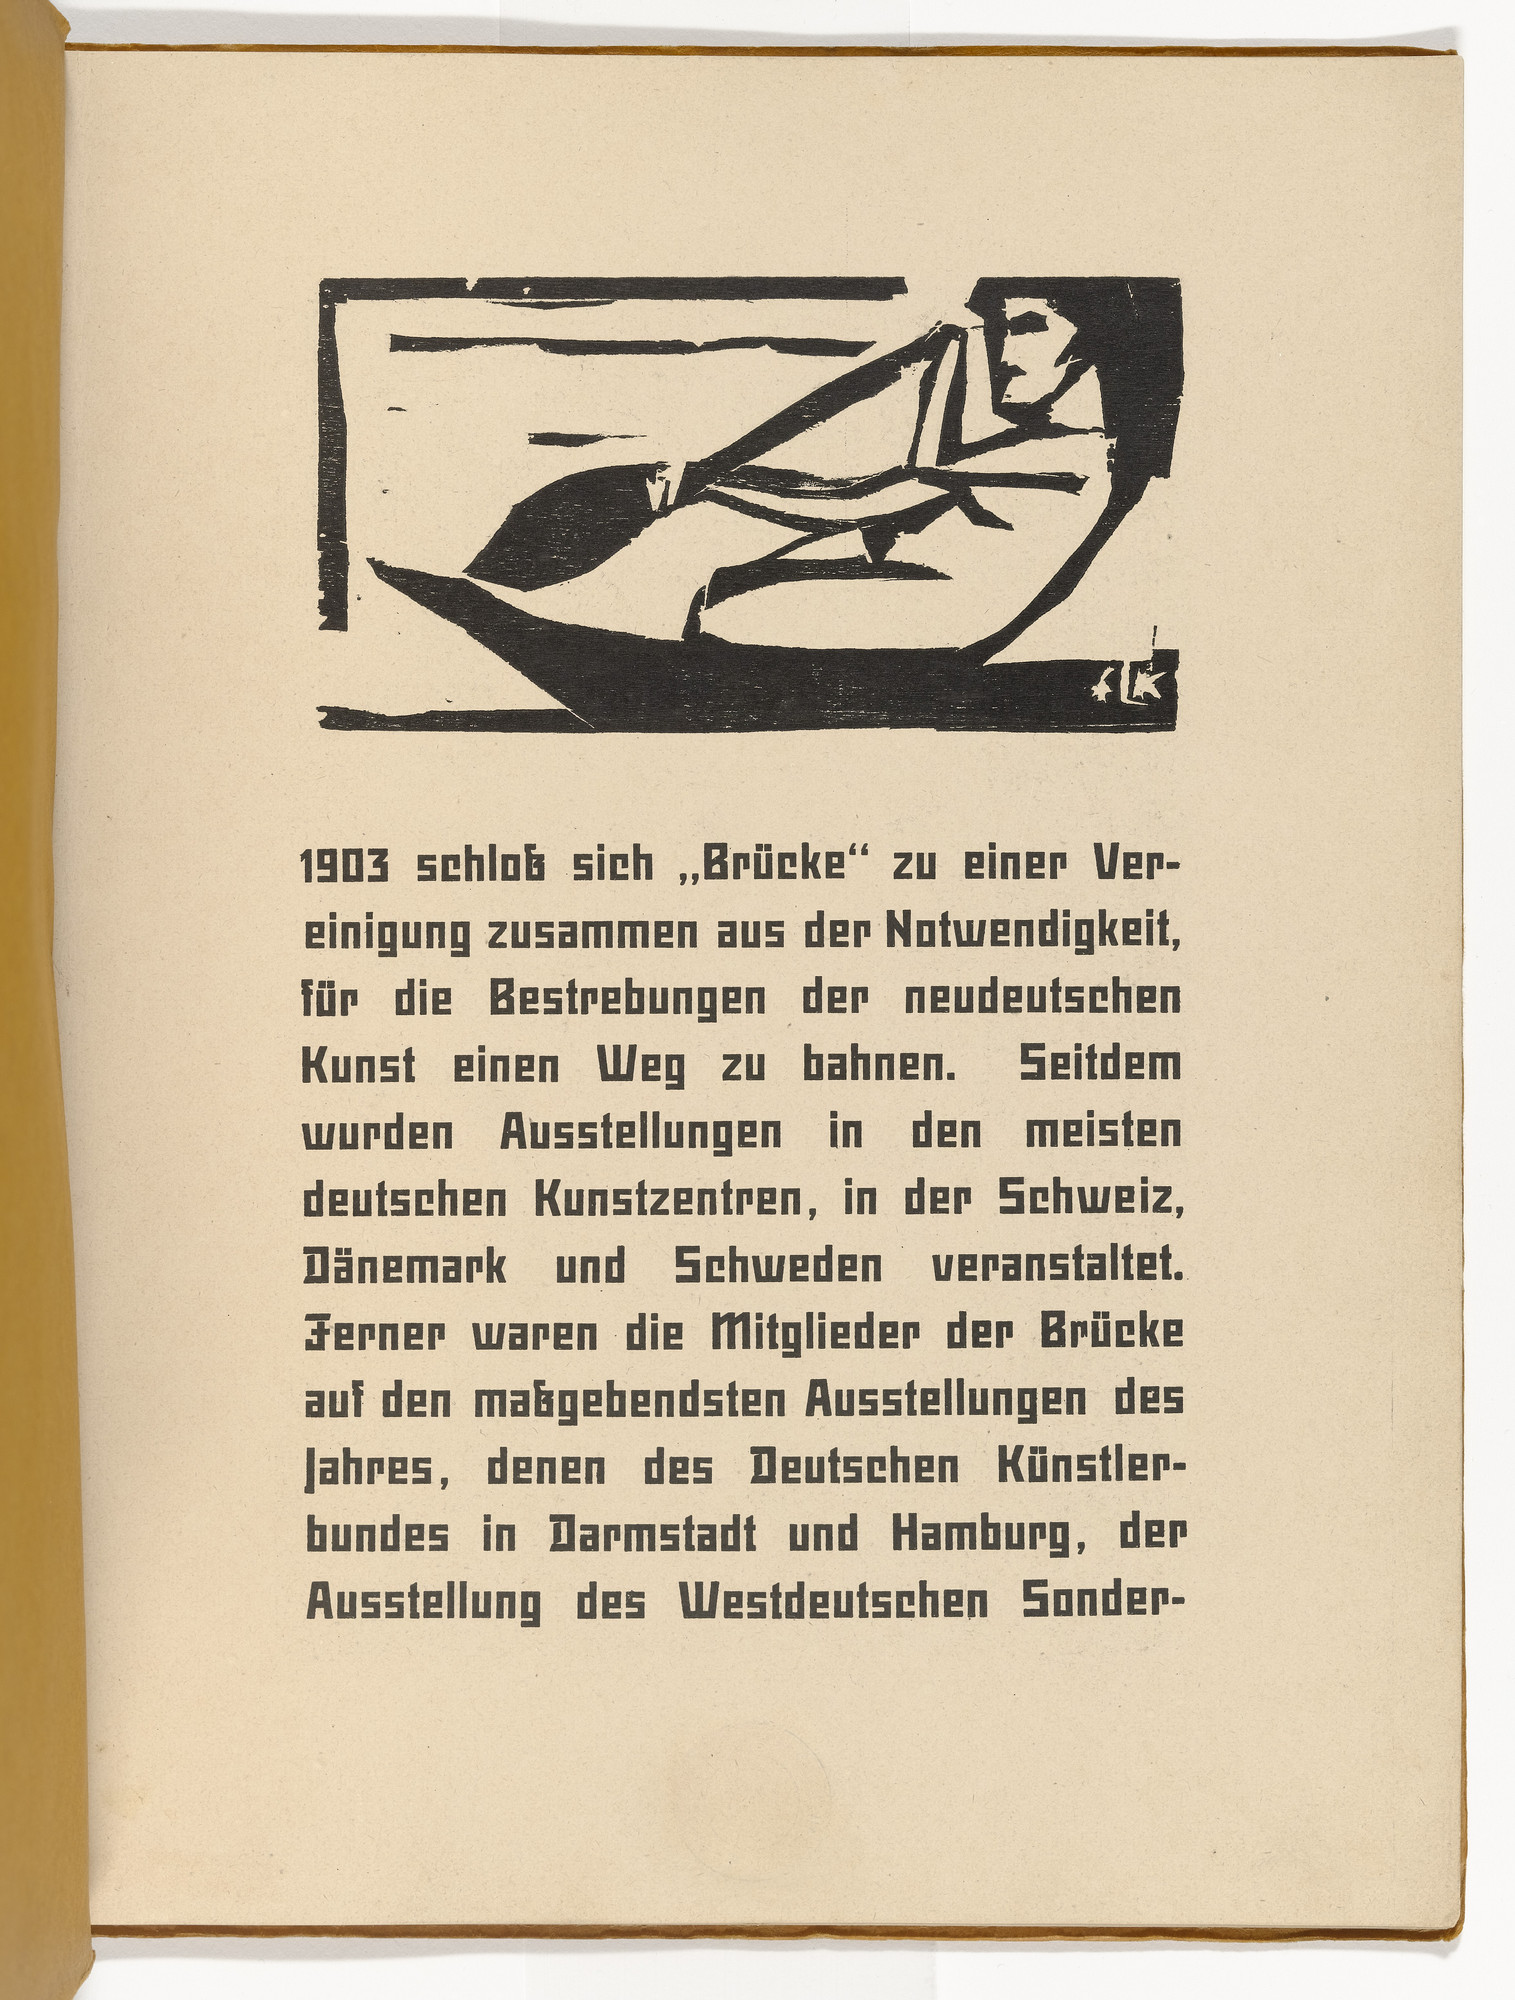 1903 schloß sich „Brücke“ zu einer Ver-
einigung zusammen aus der Notwendigkeit,
für die Bestrebungen der neudeutschen
Kunst einen Weg zu bahnen. Seitdem
wurden Ausstellungen in den meisten
deutschen Kunstzentren, in der Schweiz,
Dänemark und Schweden veranstaltet.
Ferner waren die Mitglieder der Brücke
auf den maßgebendsten Ausstellungen des
Jahres, denen des Deutschen Künstler-
bundes in Darmstadt und Hamburg, der
Ausstellung des Westdeutschen Sonder-